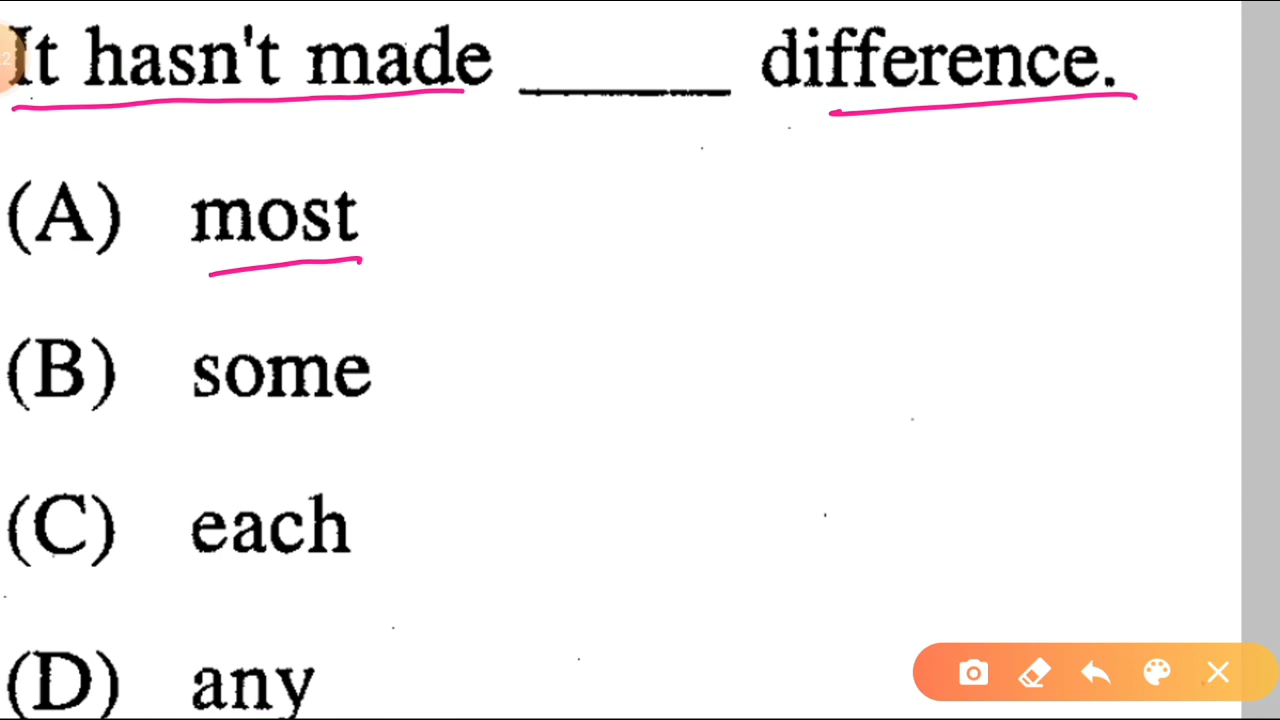 It hasn't made ______ difference.
(A) most
(B) some
(C) each
(D) any